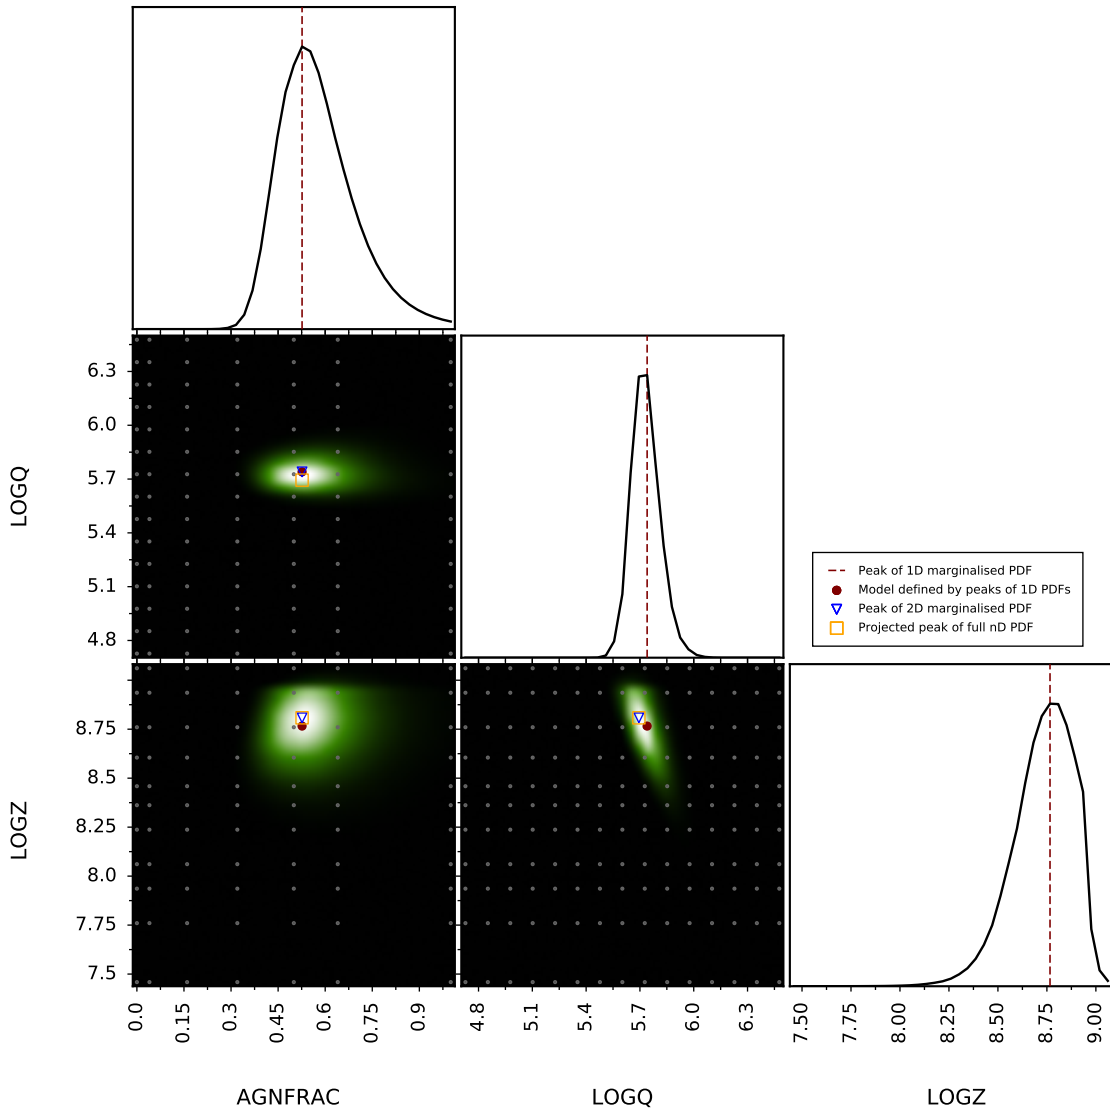 LOGQ
6.3
6.0
5.7
5.4
5.1
4.8
Peak of 1D marginalised PDF
Model defined by peaks of 1D PDFs
Peak of 2D marginalised PDF
Projected peak of full nD PDF
LOGZ
8.75
8.5
8.25
8.0
7.75
7.5
0.0 0.15 0.3 0.45 0.6 0.75 0.9
4.8 5.1 5.4 5.7 6.0 6.3
7.50 7.75 8.00 8.25 8.50 8.75 9.00
AGNFRAC LOGQ LOGZ